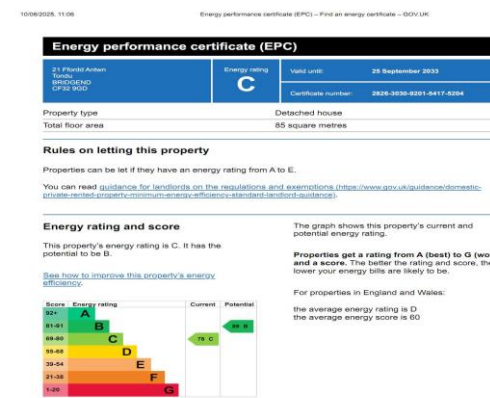 10/08/2025, 11:06
Energy performance certificate (EPC) – Find an energy certificate – GOV.UK
Energy performance certificate (EPC)
21 Ffordd Antwn
Tondu
BRIDGEND
CF32 9GD
Energy rating
C
Valid until:
25 September 2033
Certificate number:
2826-3030-9201-5417-5204
Property type
Detached house
Total floor area
85 square metres
Rules on letting this property
Properties can be let if they have an energy rating from A to E.
You can read guidance for landlords on the regulations and exemptions (https://www.gov.uk/guidance/domestic-
private-rented-property-minimum-energy-efficiency-standard-landlord-guidance).
Energy rating and score
This property's energy rating is C. It has the
potential to be B.
See how to improve this property's energy
efficiency.
Score Energy rating Current Potential
92+ A
81-91 B
69-80 C
55-68 D
39-54 E
21-38 F
1-20 G
C
B
The graph shows this property's current and
potential energy rating.
Properties get a rating from A (best) to G (wo
and a score. The better the rating and score, the
lower your energy bills are likely to be.
For properties in England and Wales:
the average energy rating is D
the average energy score is 60